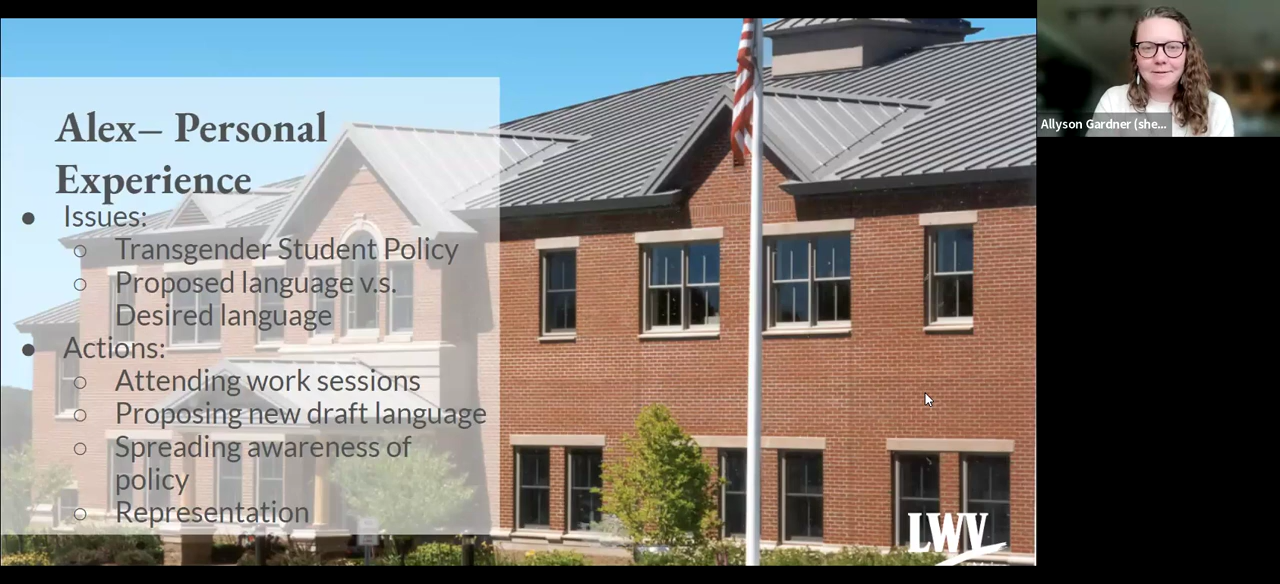 Alex– Personal
Experience
● Issues:
○ Transgender Student Policy
○ Proposed language v.s.
Desired language
● Actions:
○ Attending work sessions
○ Proposing new draft language
○ Spreading awareness of
policy
○ Representation
LWV
Allyson Gardner (she...